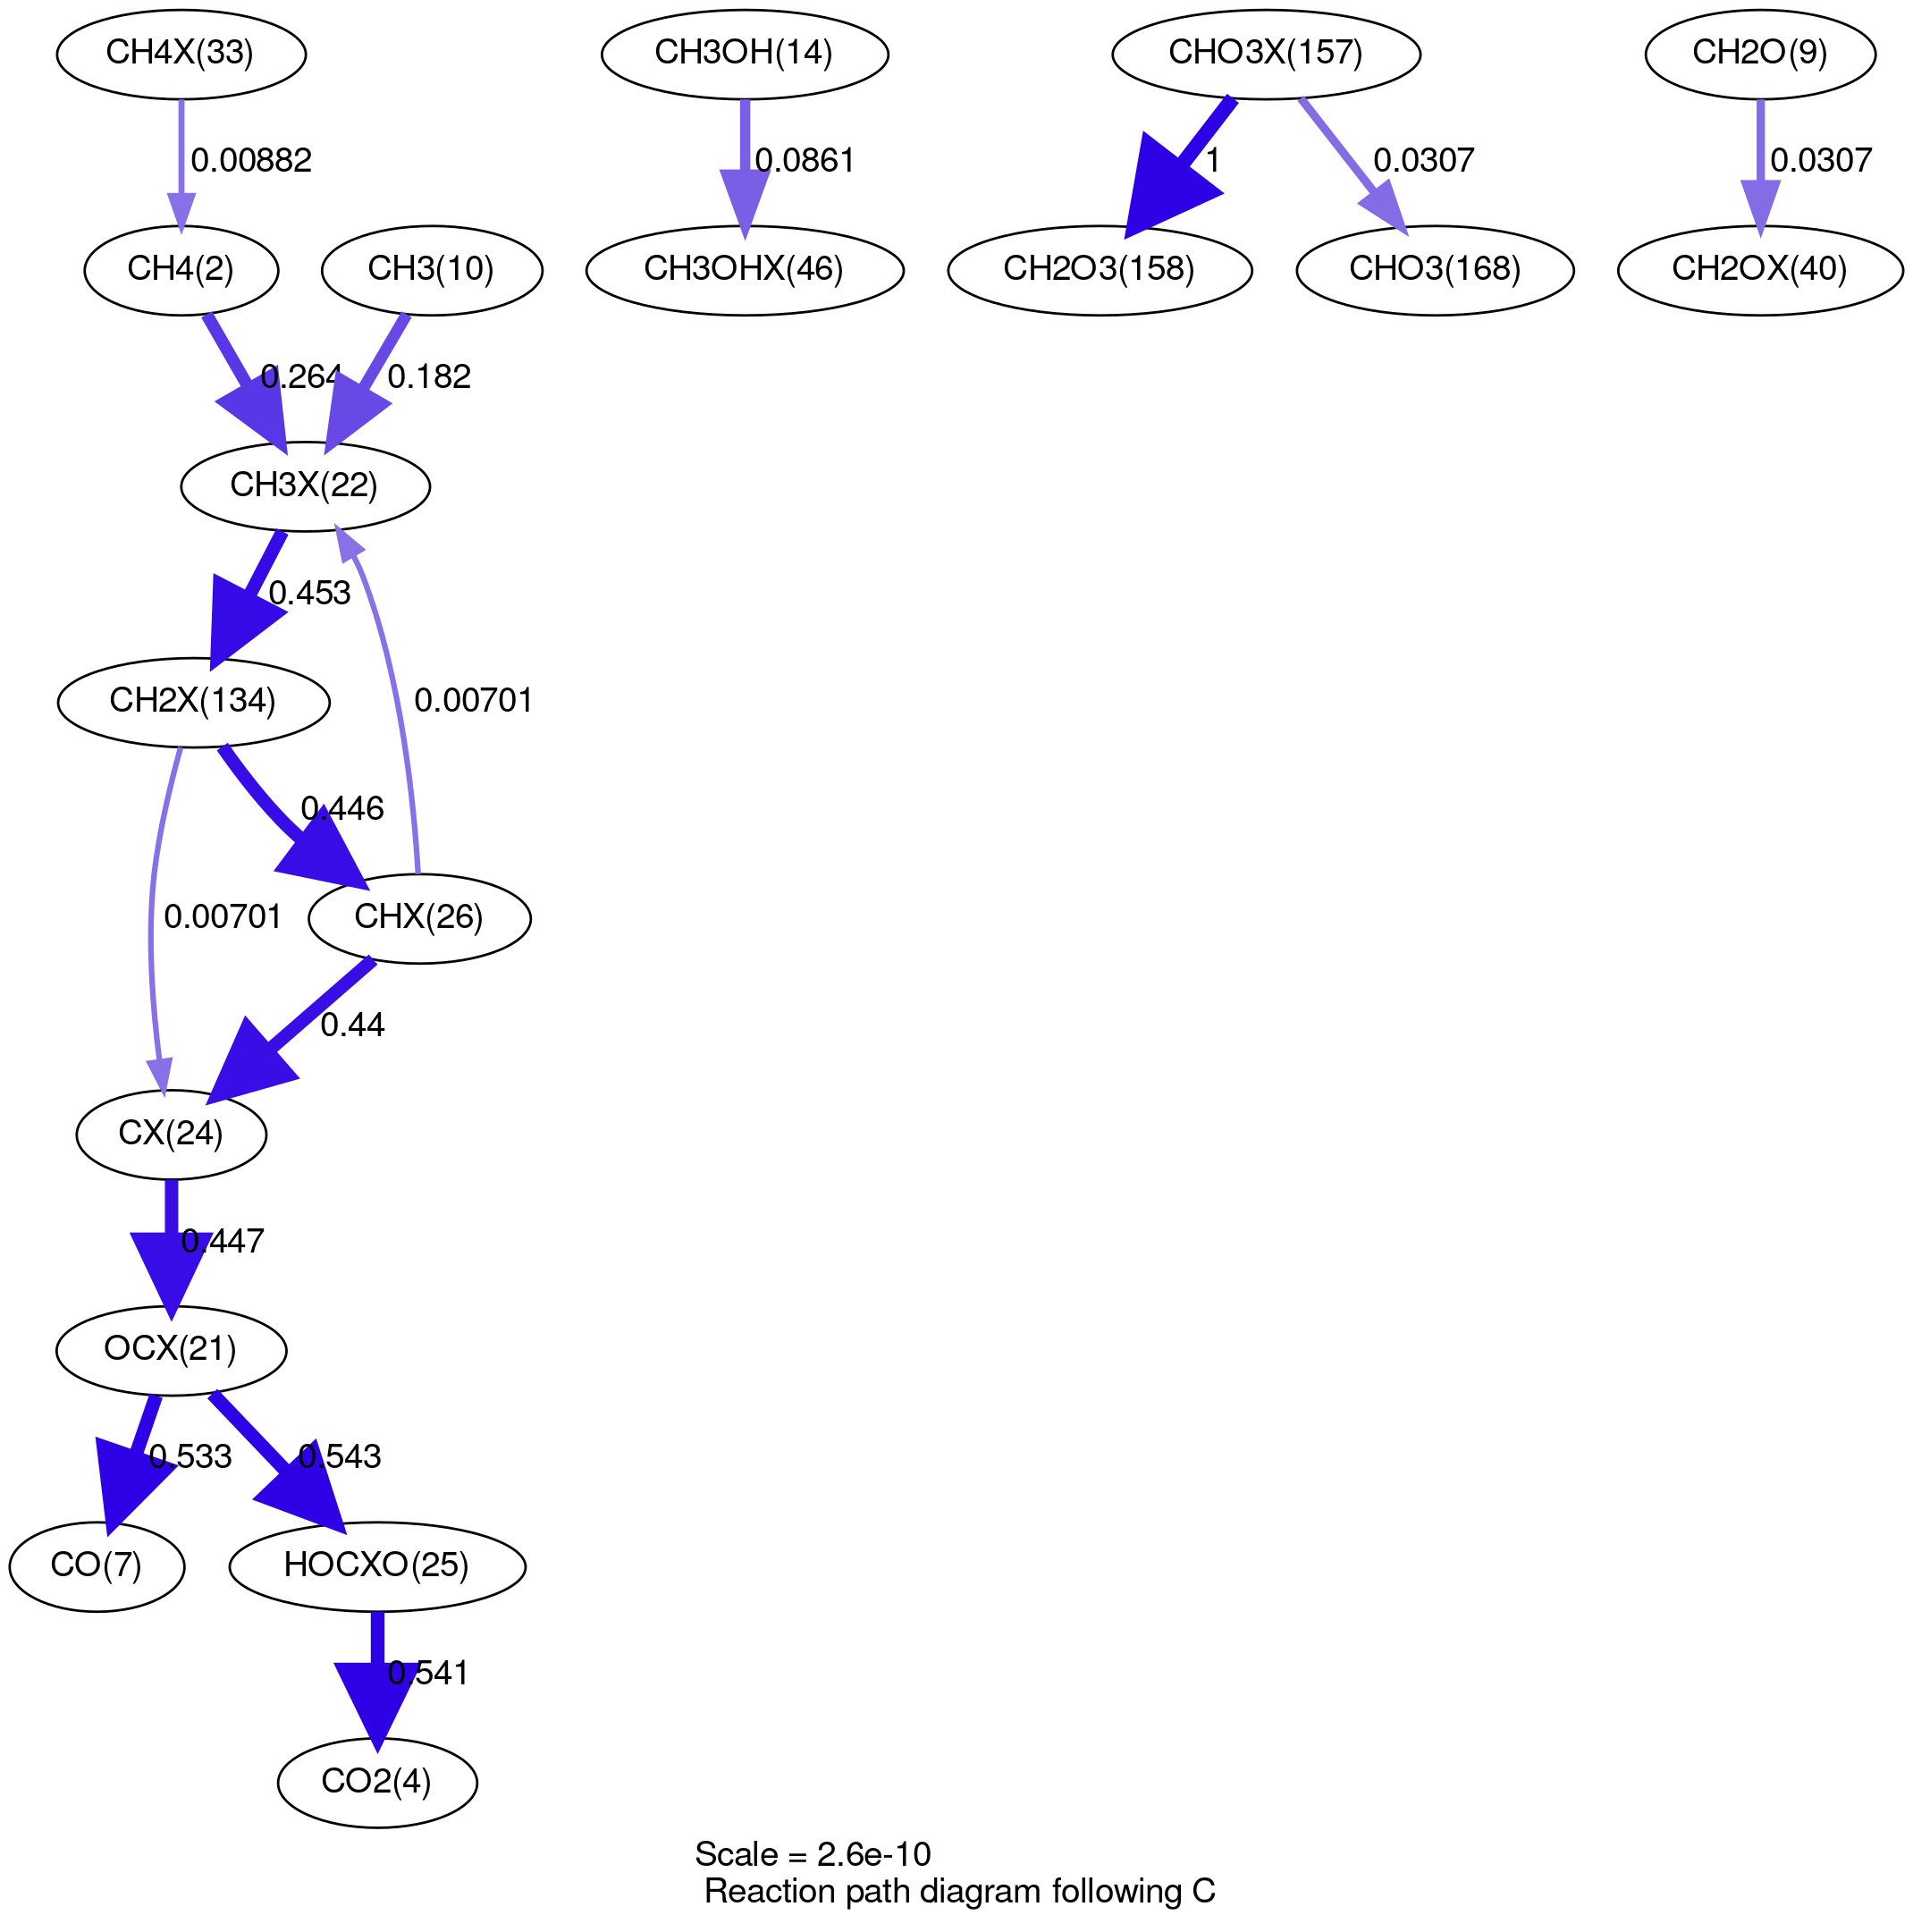 CH4X(33)
CH3OH(14)
CHO3X(157)
CH2O(9)
0.00882
0.0861
1
0.0307
0.0307
CH4(2)
CH3(10)
CH3OHX(46)
CH2O3(158)
CHO3(168)
CH2OX(40)
0.264
0.182
CH3X(22)
0.453
CH2X(134)
0.00701
0.446
0.00701
CHX(26)
0.44
CX(24)
0.447
OCX(21)
0.533
0.543
CO(7)
HOCXO(25)
0.541
CO2(4)
Scale = 2.6e-10
Reaction path diagram following C